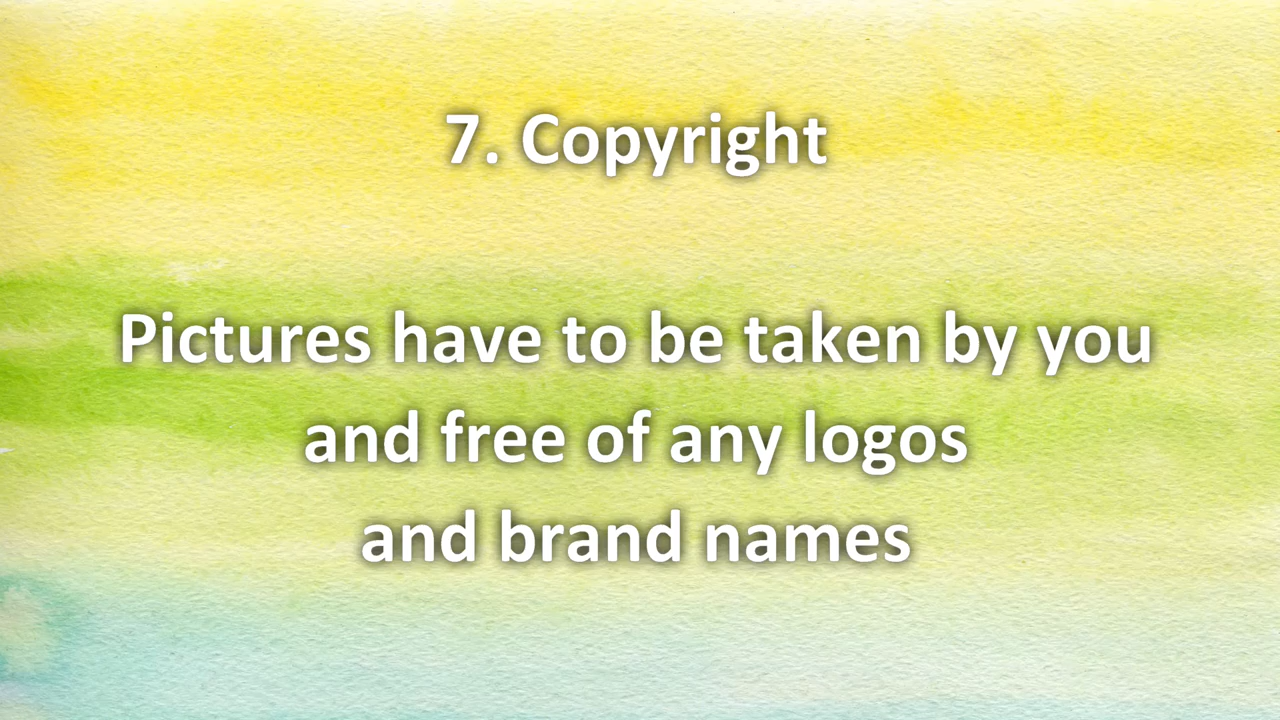 7. Copyright
Pictures have to be taken by you
and free of any logos
and brand names